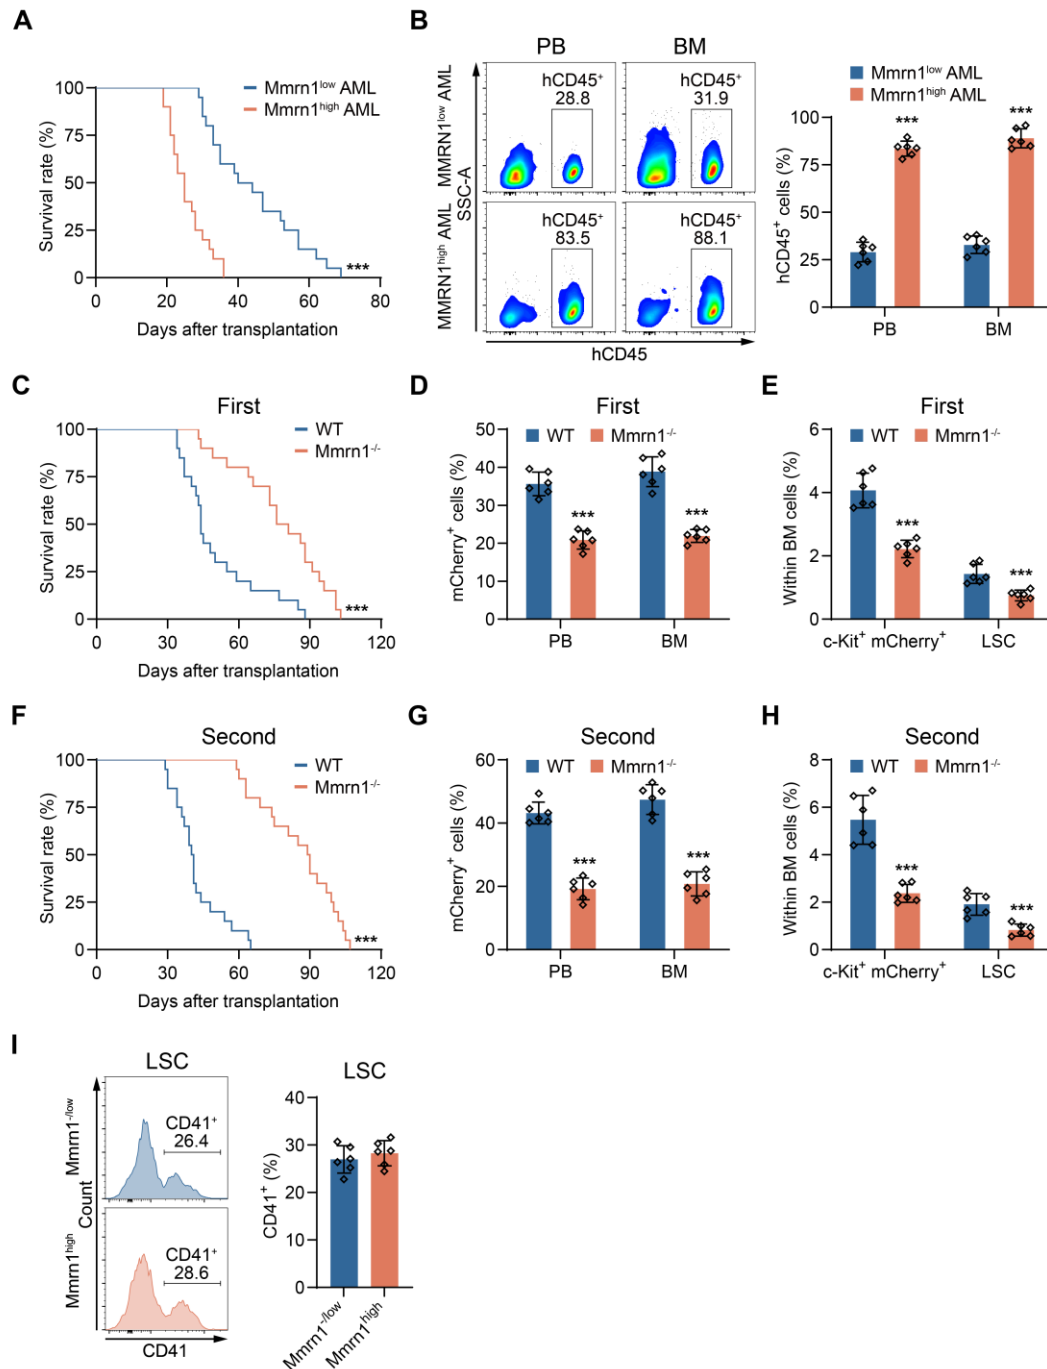 A
Survival rate (%)
100
75
50
25
0
0 20 40 60 80
Days after transplantation
Mmrn1low AML
Mmrn1high AML
***
B
PB BM
MMRN1low AML
MMRN1high AML
SSC-A
hCD45+
28.8
hCD45+
31.9
hCD45+
83.5
hCD45+
88.1
hCD45
Mmrn1low AML
Mmrn1high AML
hCD45+ cells (%)
100
75
50
25
0
*** ***
PB BM
C
First
Survival rate (%)
100
75
50
25
0
0 30 60 90 120
Days after transplantation
WT
Mmrn1-/-
***
D
First
WT Mmrn1-/-
mCherry+ cells (%)
50
40
30
20
10
0
*** ***
PB BM
E
First
WT Mmrn1-/-
Within BM cells (%)
6
4
2
0
*** ***
c-Kit+ mCherry+ LSC
F
Second
Survival rate (%)
100
75
50
25
0
0 30 60 90 120
Days after transplantation
WT
Mmrn1-/-
***
G
Second
WT Mmrn1-/-
mCherry+ cells (%)
60
40
20
0
*** ***
PB BM
H
Second
WT Mmrn1-/-
Within BM cells (%)
8
6
4
2
0
*** ***
c-Kit+ mCherry+ LSC
I
LSC
Mmrn1-/low
Mmrn1high
Count
CD41+
26.4
CD41+
28.6
CD41
LSC
CD41+ (%)
40
30
20
10
0
Mmrn1-/low
Mmrn1high